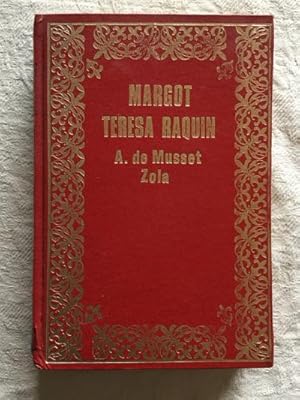 MARGOT
TERESA RAQUIN
A. de Musset
Zola